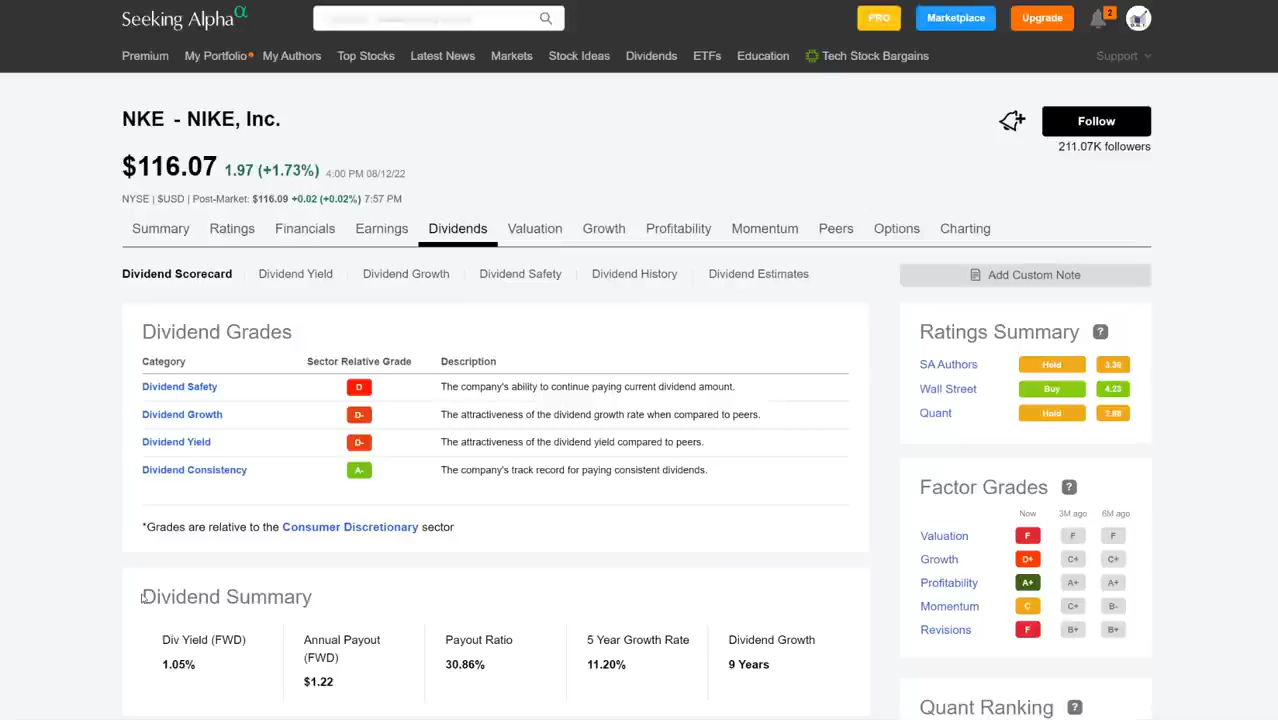 Seeking Alpha α
PRO Marketplace Upgrade 2
Premium My Portfolio My Authors Top Stocks Latest News Markets Stock Ideas Dividends ETFs Education Tech Stock Bargains Support
NKE - NIKE, Inc.
Follow
211.07K followers
$116.07 1.97 (+1.73%) 4:00 PM 08/12/22
NYSE | $USD | Post-Market: $116.09 +0.02 (+0.02%) 7:57 PM
Summary Ratings Financials Earnings Dividends Valuation Growth Profitability Momentum Peers Options Charting
Dividend Scorecard Dividend Yield Dividend Growth Dividend Safety Dividend History Dividend Estimates
Add Custom Note
Dividend Grades
Category Sector Relative Grade Description
Dividend Safety D The company's ability to continue paying current dividend amount.
Dividend Growth D- The attractiveness of the dividend growth rate when compared to peers.
Dividend Yield D- The attractiveness of the dividend yield compared to peers.
Dividend Consistency A- The company's track record for paying consistent dividends.
*Grades are relative to the Consumer Discretionary sector
Dividend Summary
Div Yield (FWD)
1.05%
Annual Payout
(FWD)
$1.22
Payout Ratio
30.86%
5 Year Growth Rate
11.20%
Dividend Growth
9 Years
Ratings Summary ?
SA Authors Hold 3.36
Wall Street Buy 4.23
Quant Hold
Factor Grades ?
Now 3M ago 6M ago
Valuation F F F
Growth D+ C+ C+
Profitability A+ A+ A+
Momentum C C+ B-
Revisions F B+ B+
Quant Ranking ?